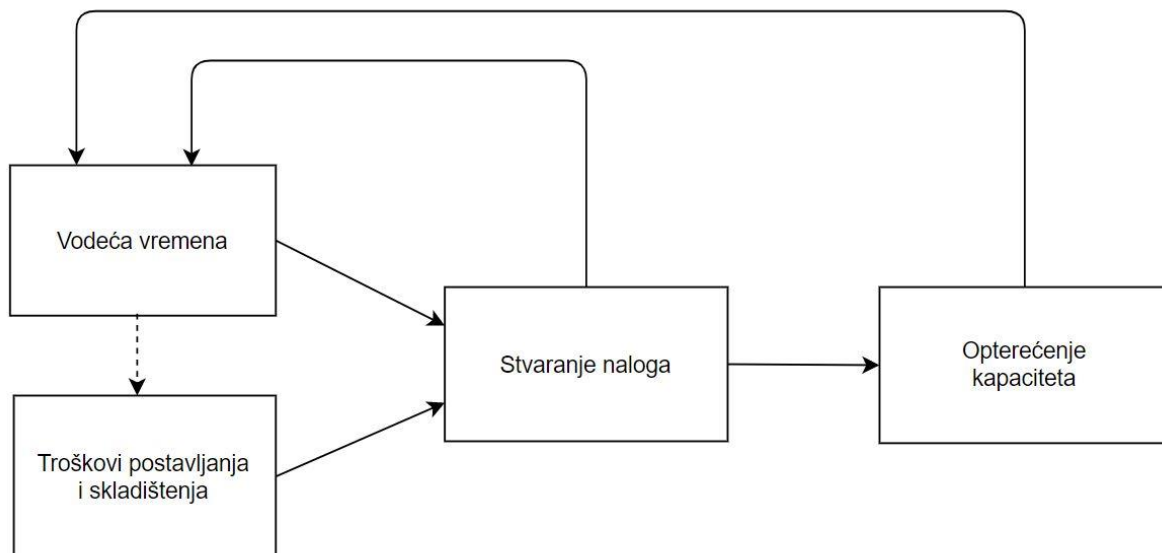 Vodeća vremena
Stvaranje naloga
Opterećenje
kapaciteta
Troškovi postavljanja
i skladištenja